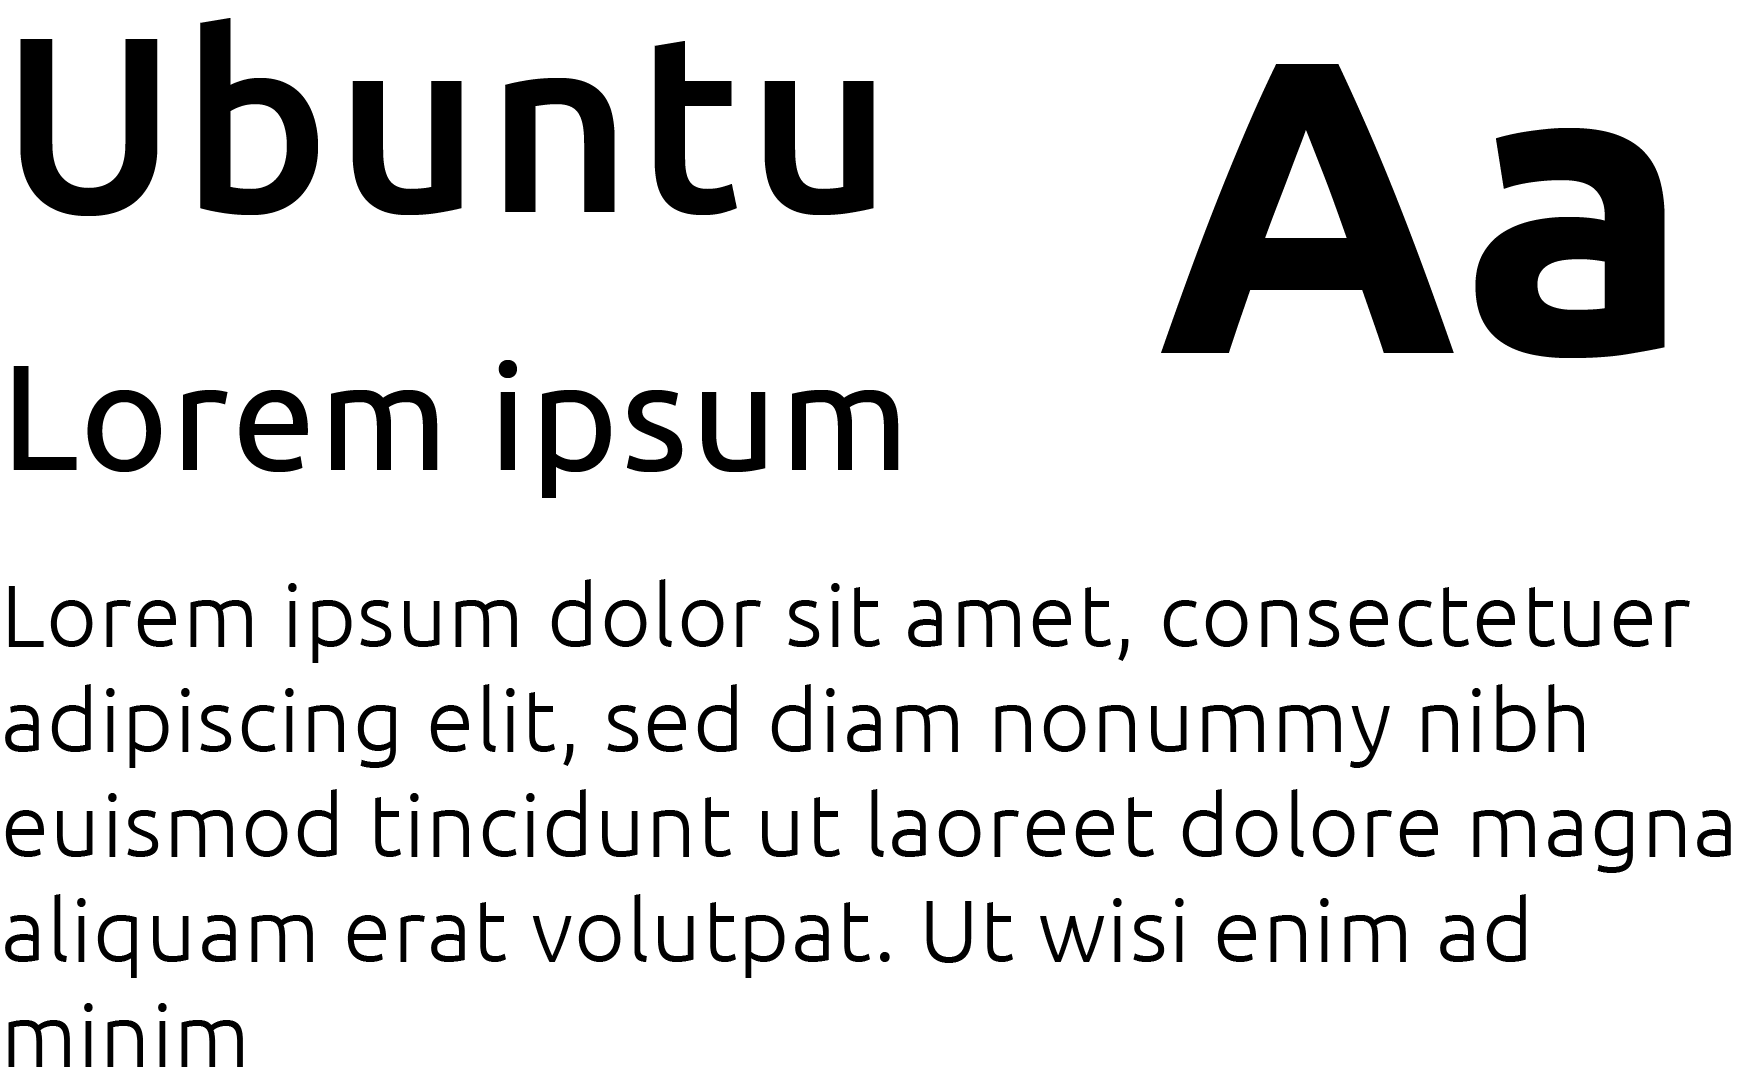 Ubuntu
Aa
Lorem ipsum
Lorem ipsum dolor sit amet, consectetuer
adipiscing elit, sed diam nonummy nibh
euismod tincidunt ut laoreet dolore magna
aliquam erat volutpat. Ut wisi enim ad
minim